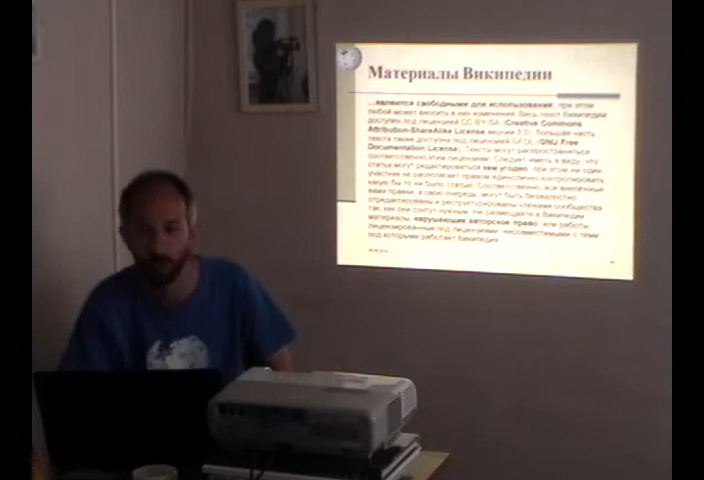 Материалы Википедии
…являются свободными для использования, при этом
любой может вносить в них изменения. Весь текст Википедии
доступен под лицензией CC-BY-SA (Creative Commons
Attribution-ShareAlike License версии 3.0), большая часть
текста также доступна под лицензией GFDL (GNU Free
Documentation License). Тексты могут распространяться
соответственно этим лицензиям. Следует иметь в виду, что
статьи могут редактироваться кем угодно, при этом ни один
участник не располагает правом единолично контролировать
какую бы то ни было статью. Соответственно, все внесённые
вами правки, в свою очередь, могут быть безжалостно
отредактированы и реструктурированы членами сообщества
так, как они сочтут нужным. Не размещайте в Википедии
материалы, нарушающие авторское право, или работы,
лицензированные под лицензиями, несовместимыми с теми,
под которыми работает Википедия